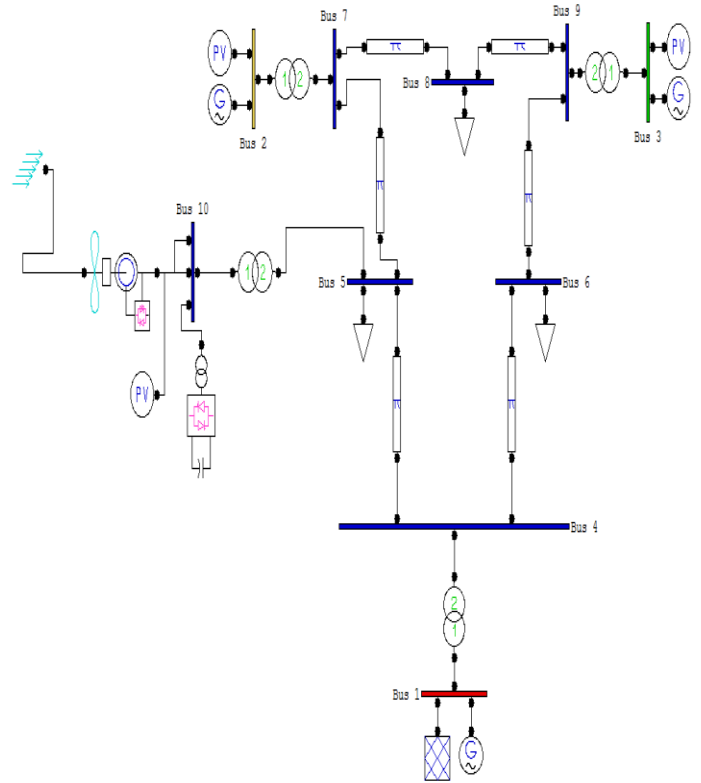 Bus 7
Bus 9
PV
π
π
PV
1 2
2 1
Bus 8
G
G
Bus 2
Bus 3
π
π
Bus 10
1 2
Bus 5
Bus 6
PV
π
π
Bus 4
2
1
Bus 1
G